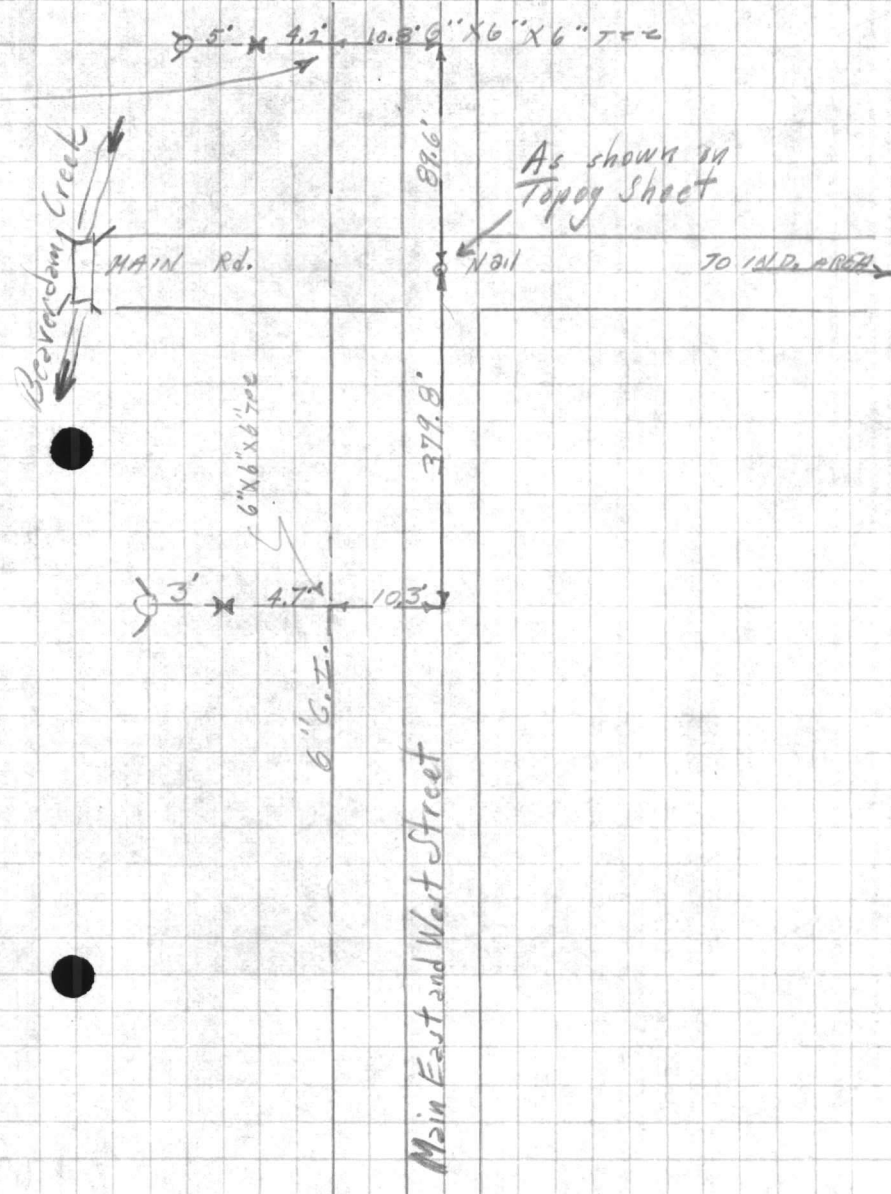 5' 4.2' 10.8' 6"X6"X6" Tee
89.6'
As shown in
Topog Sheet
Beaverdam Creek
MAIN Rd.
Nail
TO IND. AREA
379.8'
6"X6"X6" Tee
3' 4.7' 10.3'
6" C.I.
Main East and West Street